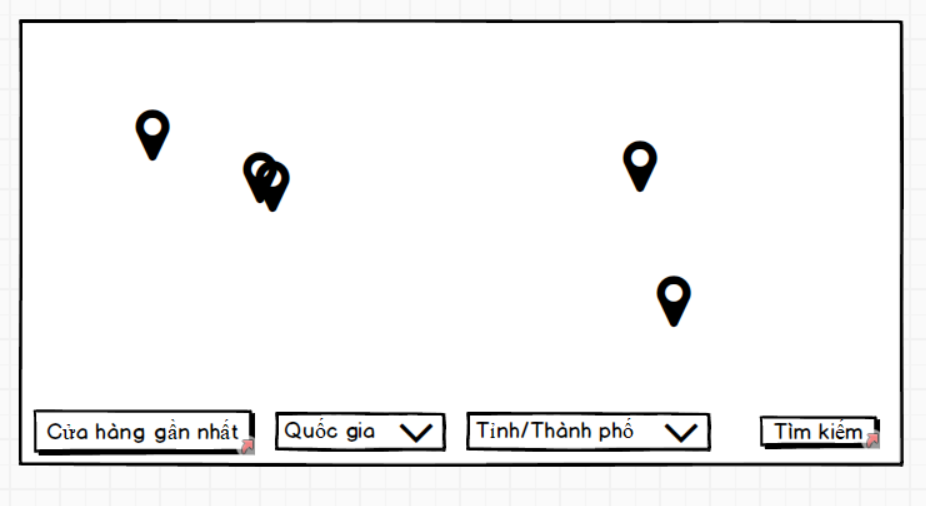 Cửa hàng gần nhất
Quốc gia
Tỉnh/Thành phố
Tìm kiếm